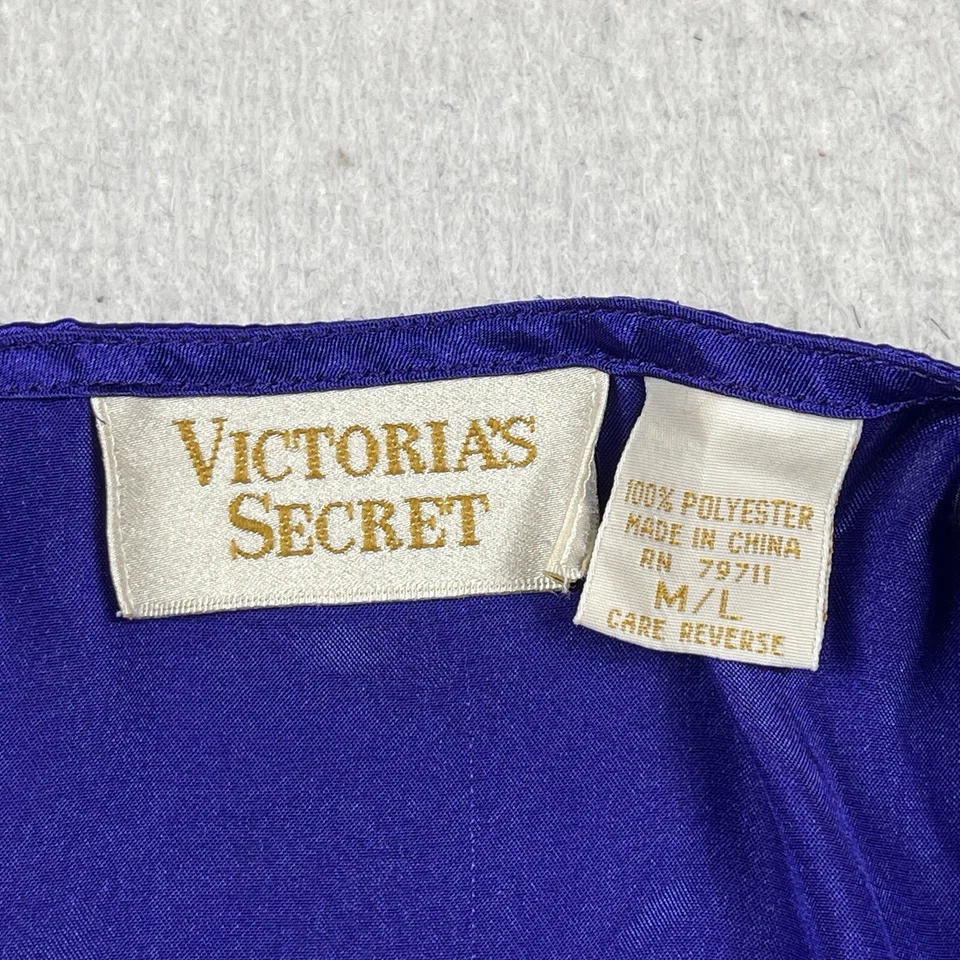 VICTORIA'S
SECRET
100% POLYESTER
MADE IN CHINA
RN 79711
M/L
CARE REVERSE